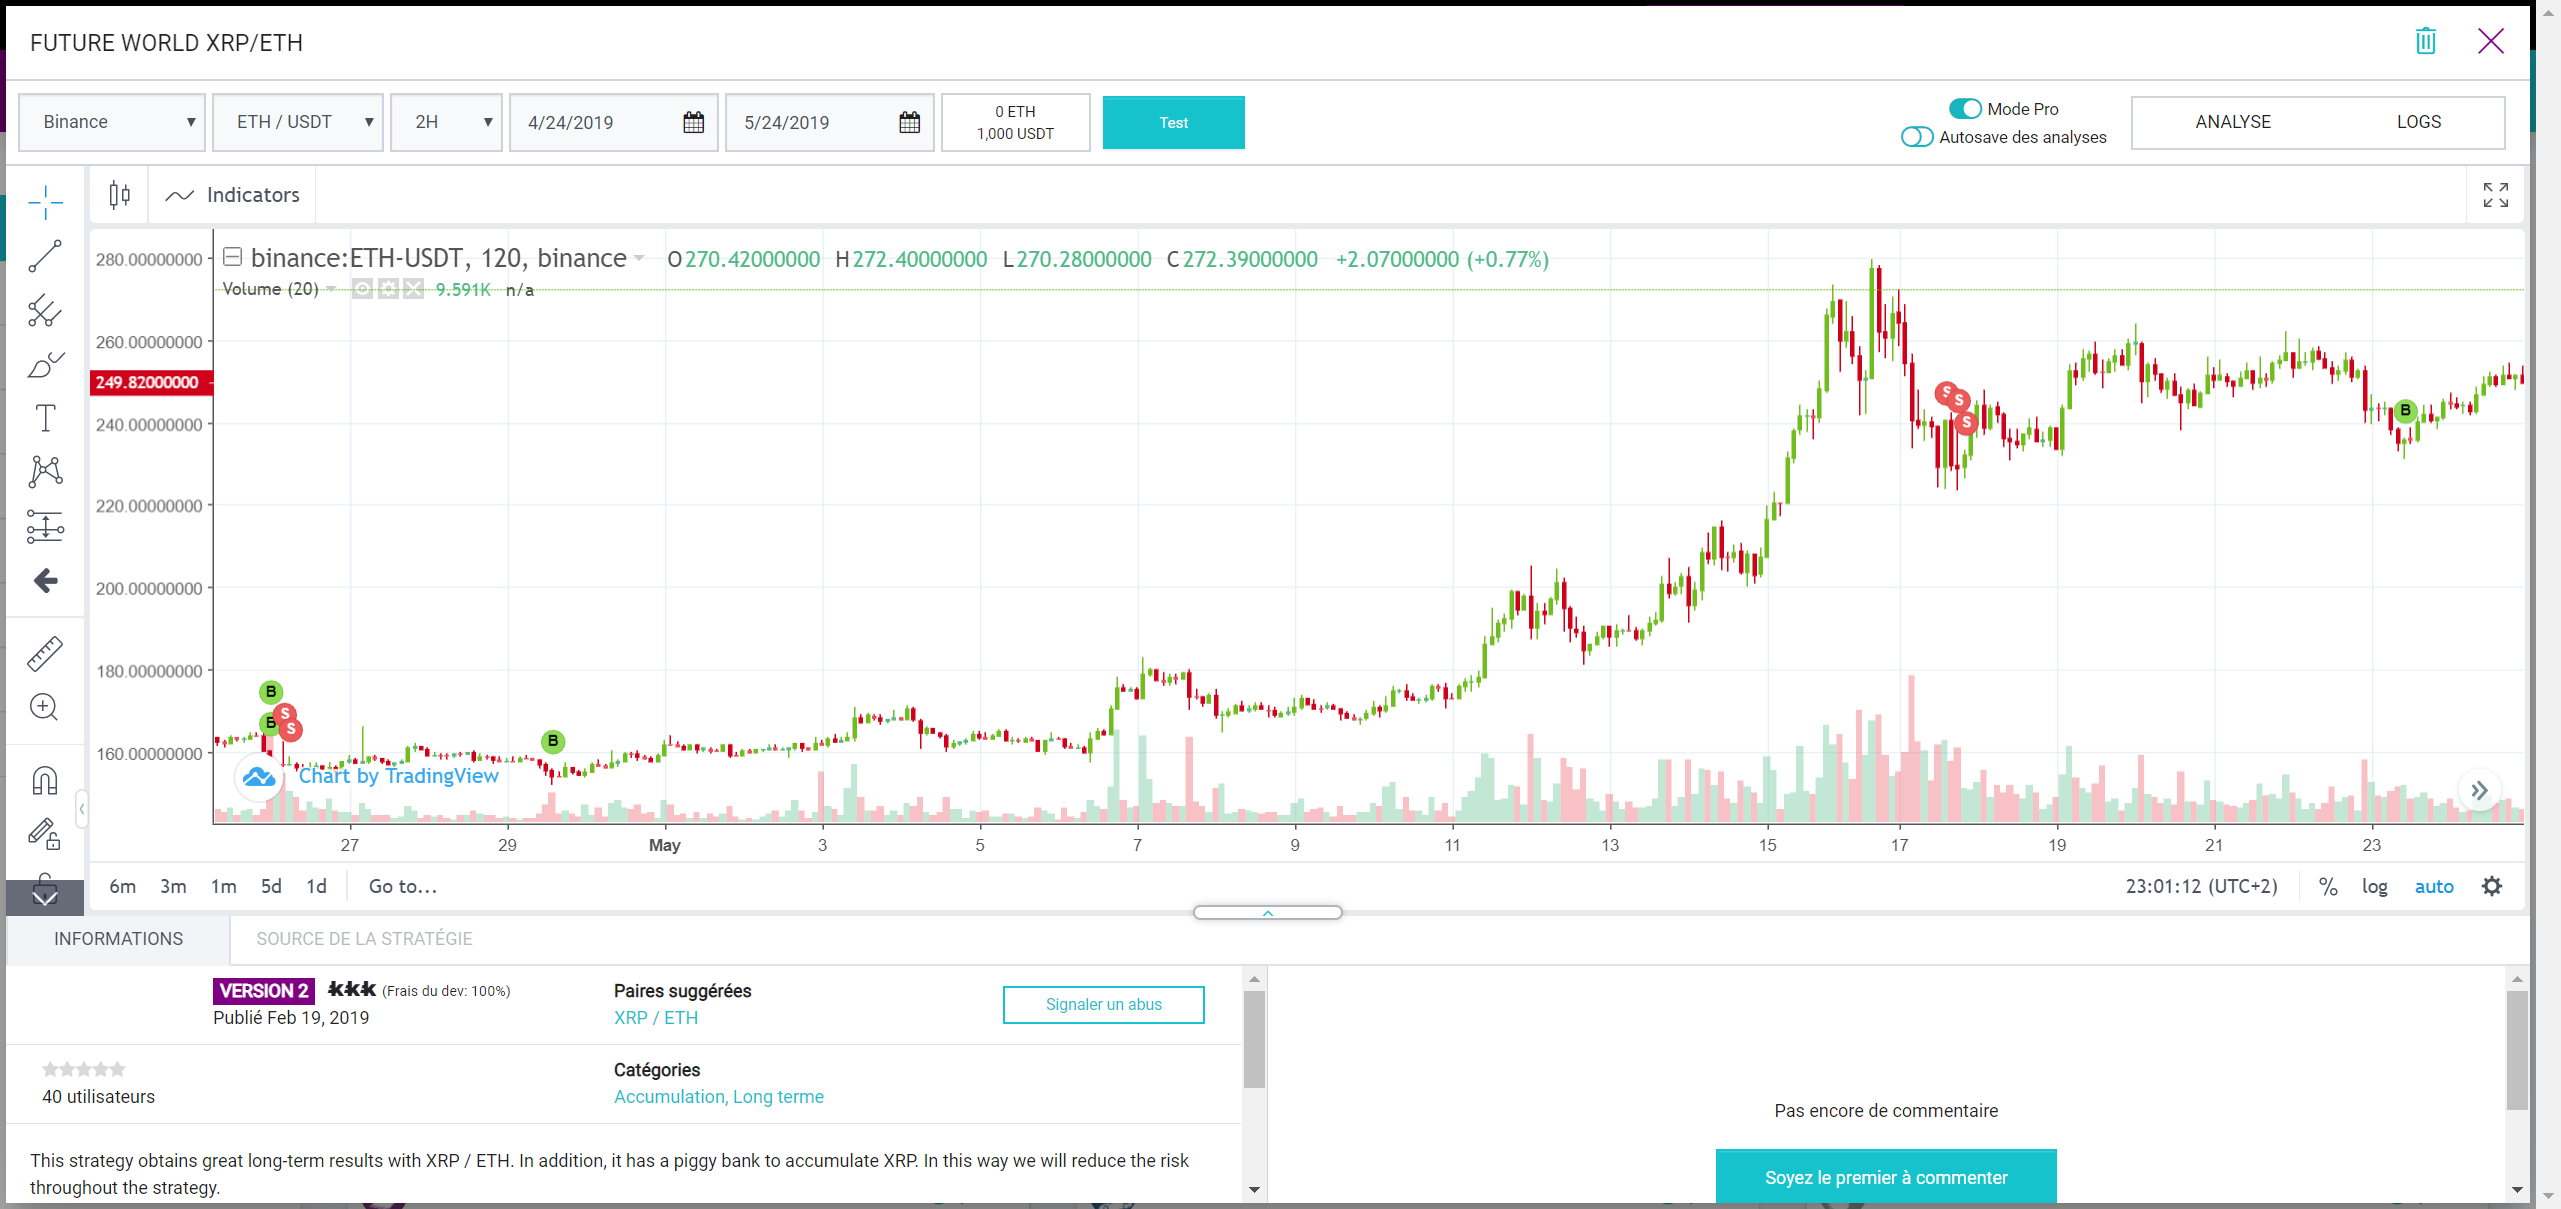 FUTURE WORLD XRP/ETH
Binance ETH / USDT 2H 4/24/2019 5/24/2019 0 ETH Test
1,000 USDT
Mode Pro
Autosave des analyses
ANALYSE LOGS
Indicators
binance:ETH-USDT, 120, binance O270.42000000 H272.40000000 L270.28000000 C272.39000000 +2.07000000 (+0.77%)
Volume (20) 9.591K n/a
280.00000000
260.00000000
249.82000000
240.00000000
220.00000000
200.00000000
180.00000000
160.00000000
S
S
S
B
B
B
S
S
B
Chart by TradingView
27 29 May 3 5 7 9 11 13 15 17 19 21 23
6m 3m 1m 5d 1d Go to... 23:01:12 (UTC+2) % log auto
INFORMATIONS SOURCE DE LA STRATÉGIE
VERSION 2 kkk (Frais du dev: 100%)
Publié Feb 19, 2019
Paires suggérées
XRP / ETH
Signaler un abus
40 utilisateurs
Catégories
Accumulation, Long terme
This strategy obtains great long-term results with XRP / ETH. In addition, it has a piggy bank to accumulate XRP. In this way we will reduce the risk
throughout the strategy.
Pas encore de commentaire
Soyez le premier à commenter